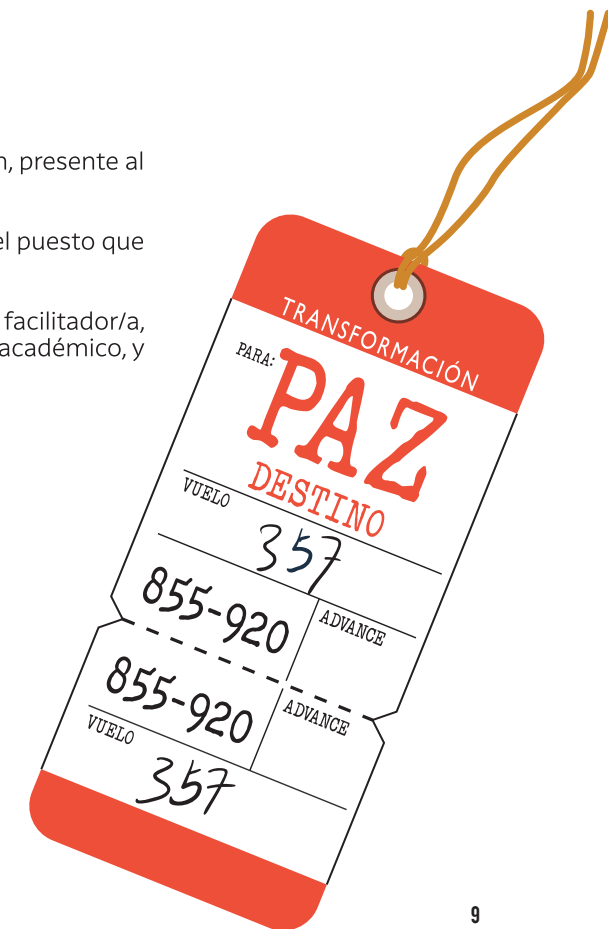 n, presente al
el puesto que
facilitador/a,
académico, y
TRANSFORMACIÓN
PARA:
PAZ
DESTINO
VUELO
357
855-920
ADVANCE
855-920
ADVANCE
VUELO
357
9